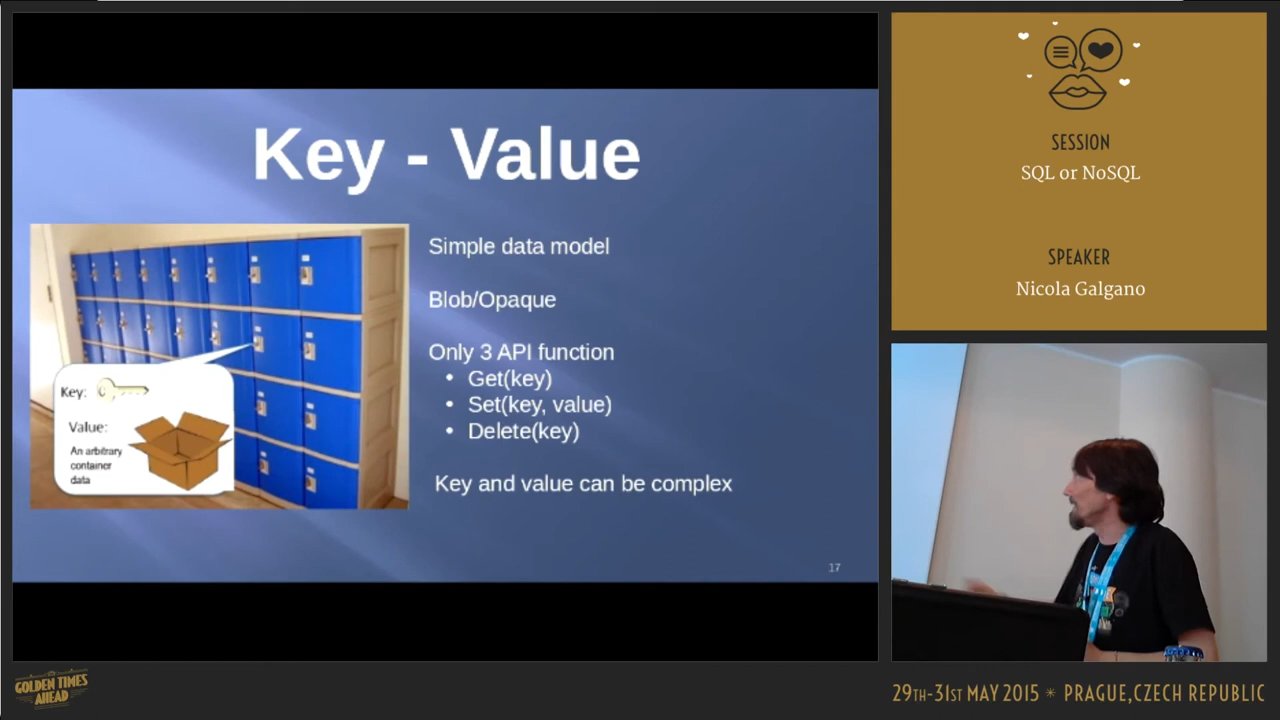 Key - Value
Simple data model
Blob/Opaque
Only 3 API function
• Get(key)
• Set(key, value)
• Delete(key)
Key and value can be complex
Key:
Value:
An arbitrary
container
data
17
SESSION
SQL or NoSQL
SPEAKER
Nicola Galgano
GOLDEN TIMES
AHEAD
29TH-31ST MAY 2015 * PRAGUE, CZECH REPUBLIC